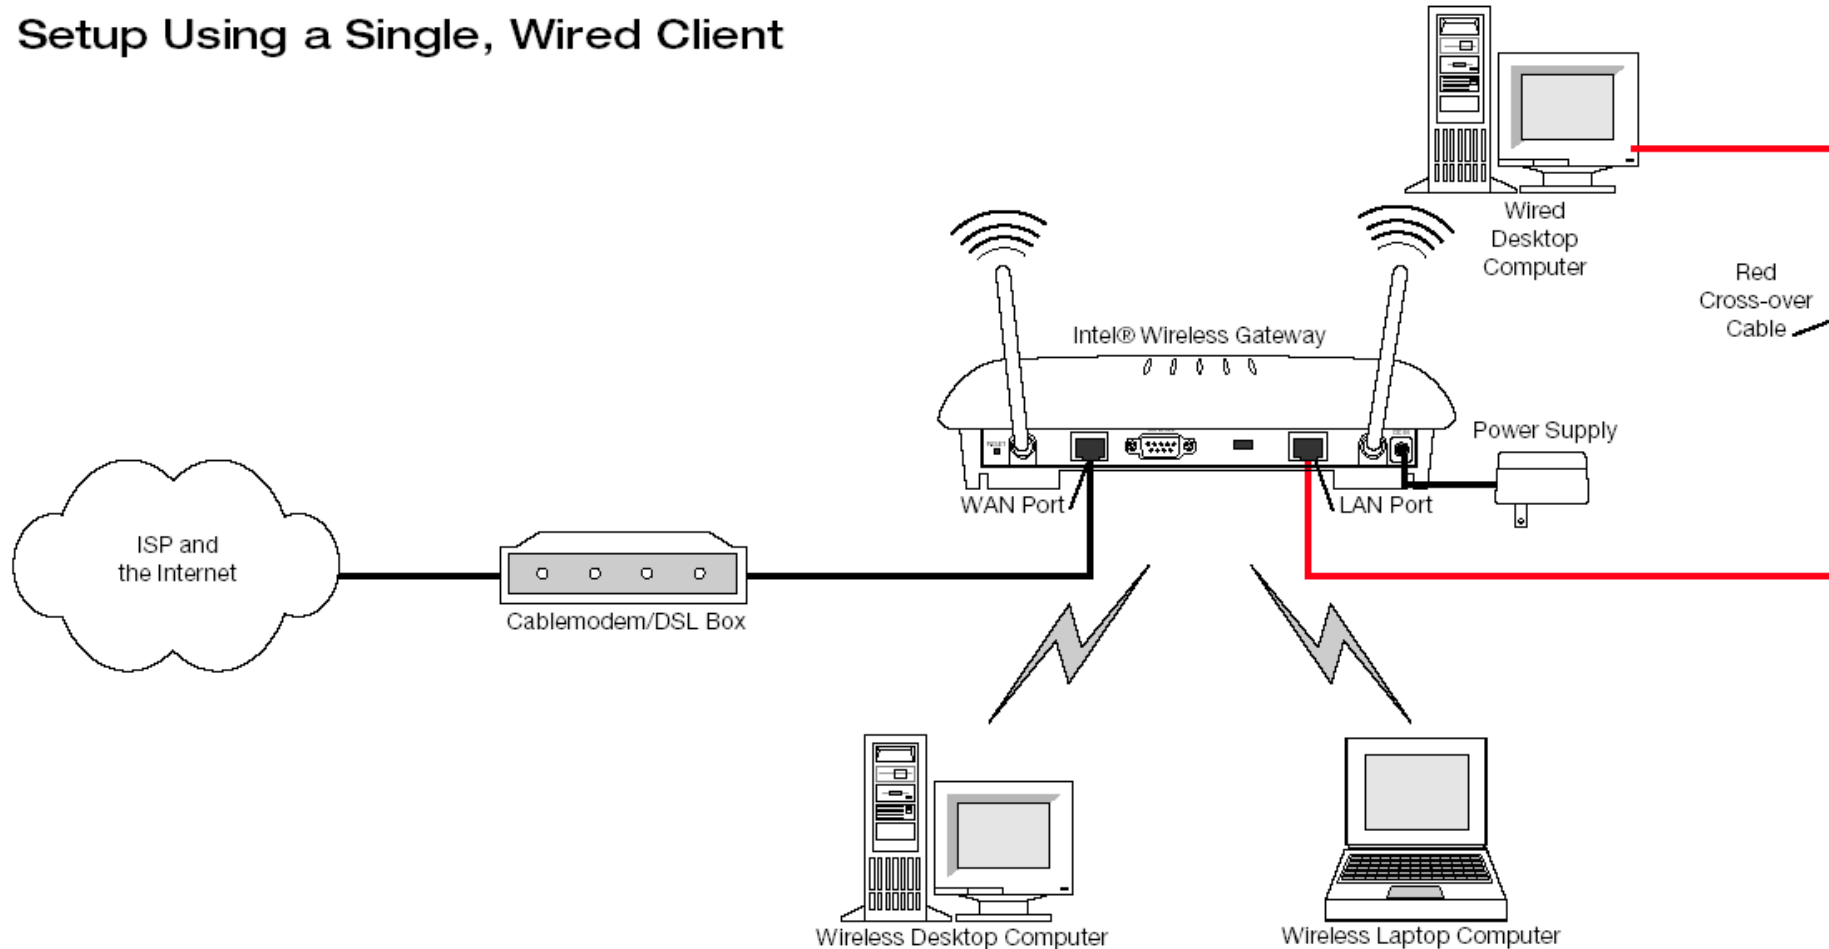 Setup Using a Single, Wired Client
Wired
Desktop
Computer
Red
Cross-over
Cable
Intel® Wireless Gateway
RESET
Power Supply
WAN Port
LAN Port
ISP and
the Internet
Cablemodem/DSL Box
Wireless Desktop Computer
Wireless Laptop Computer